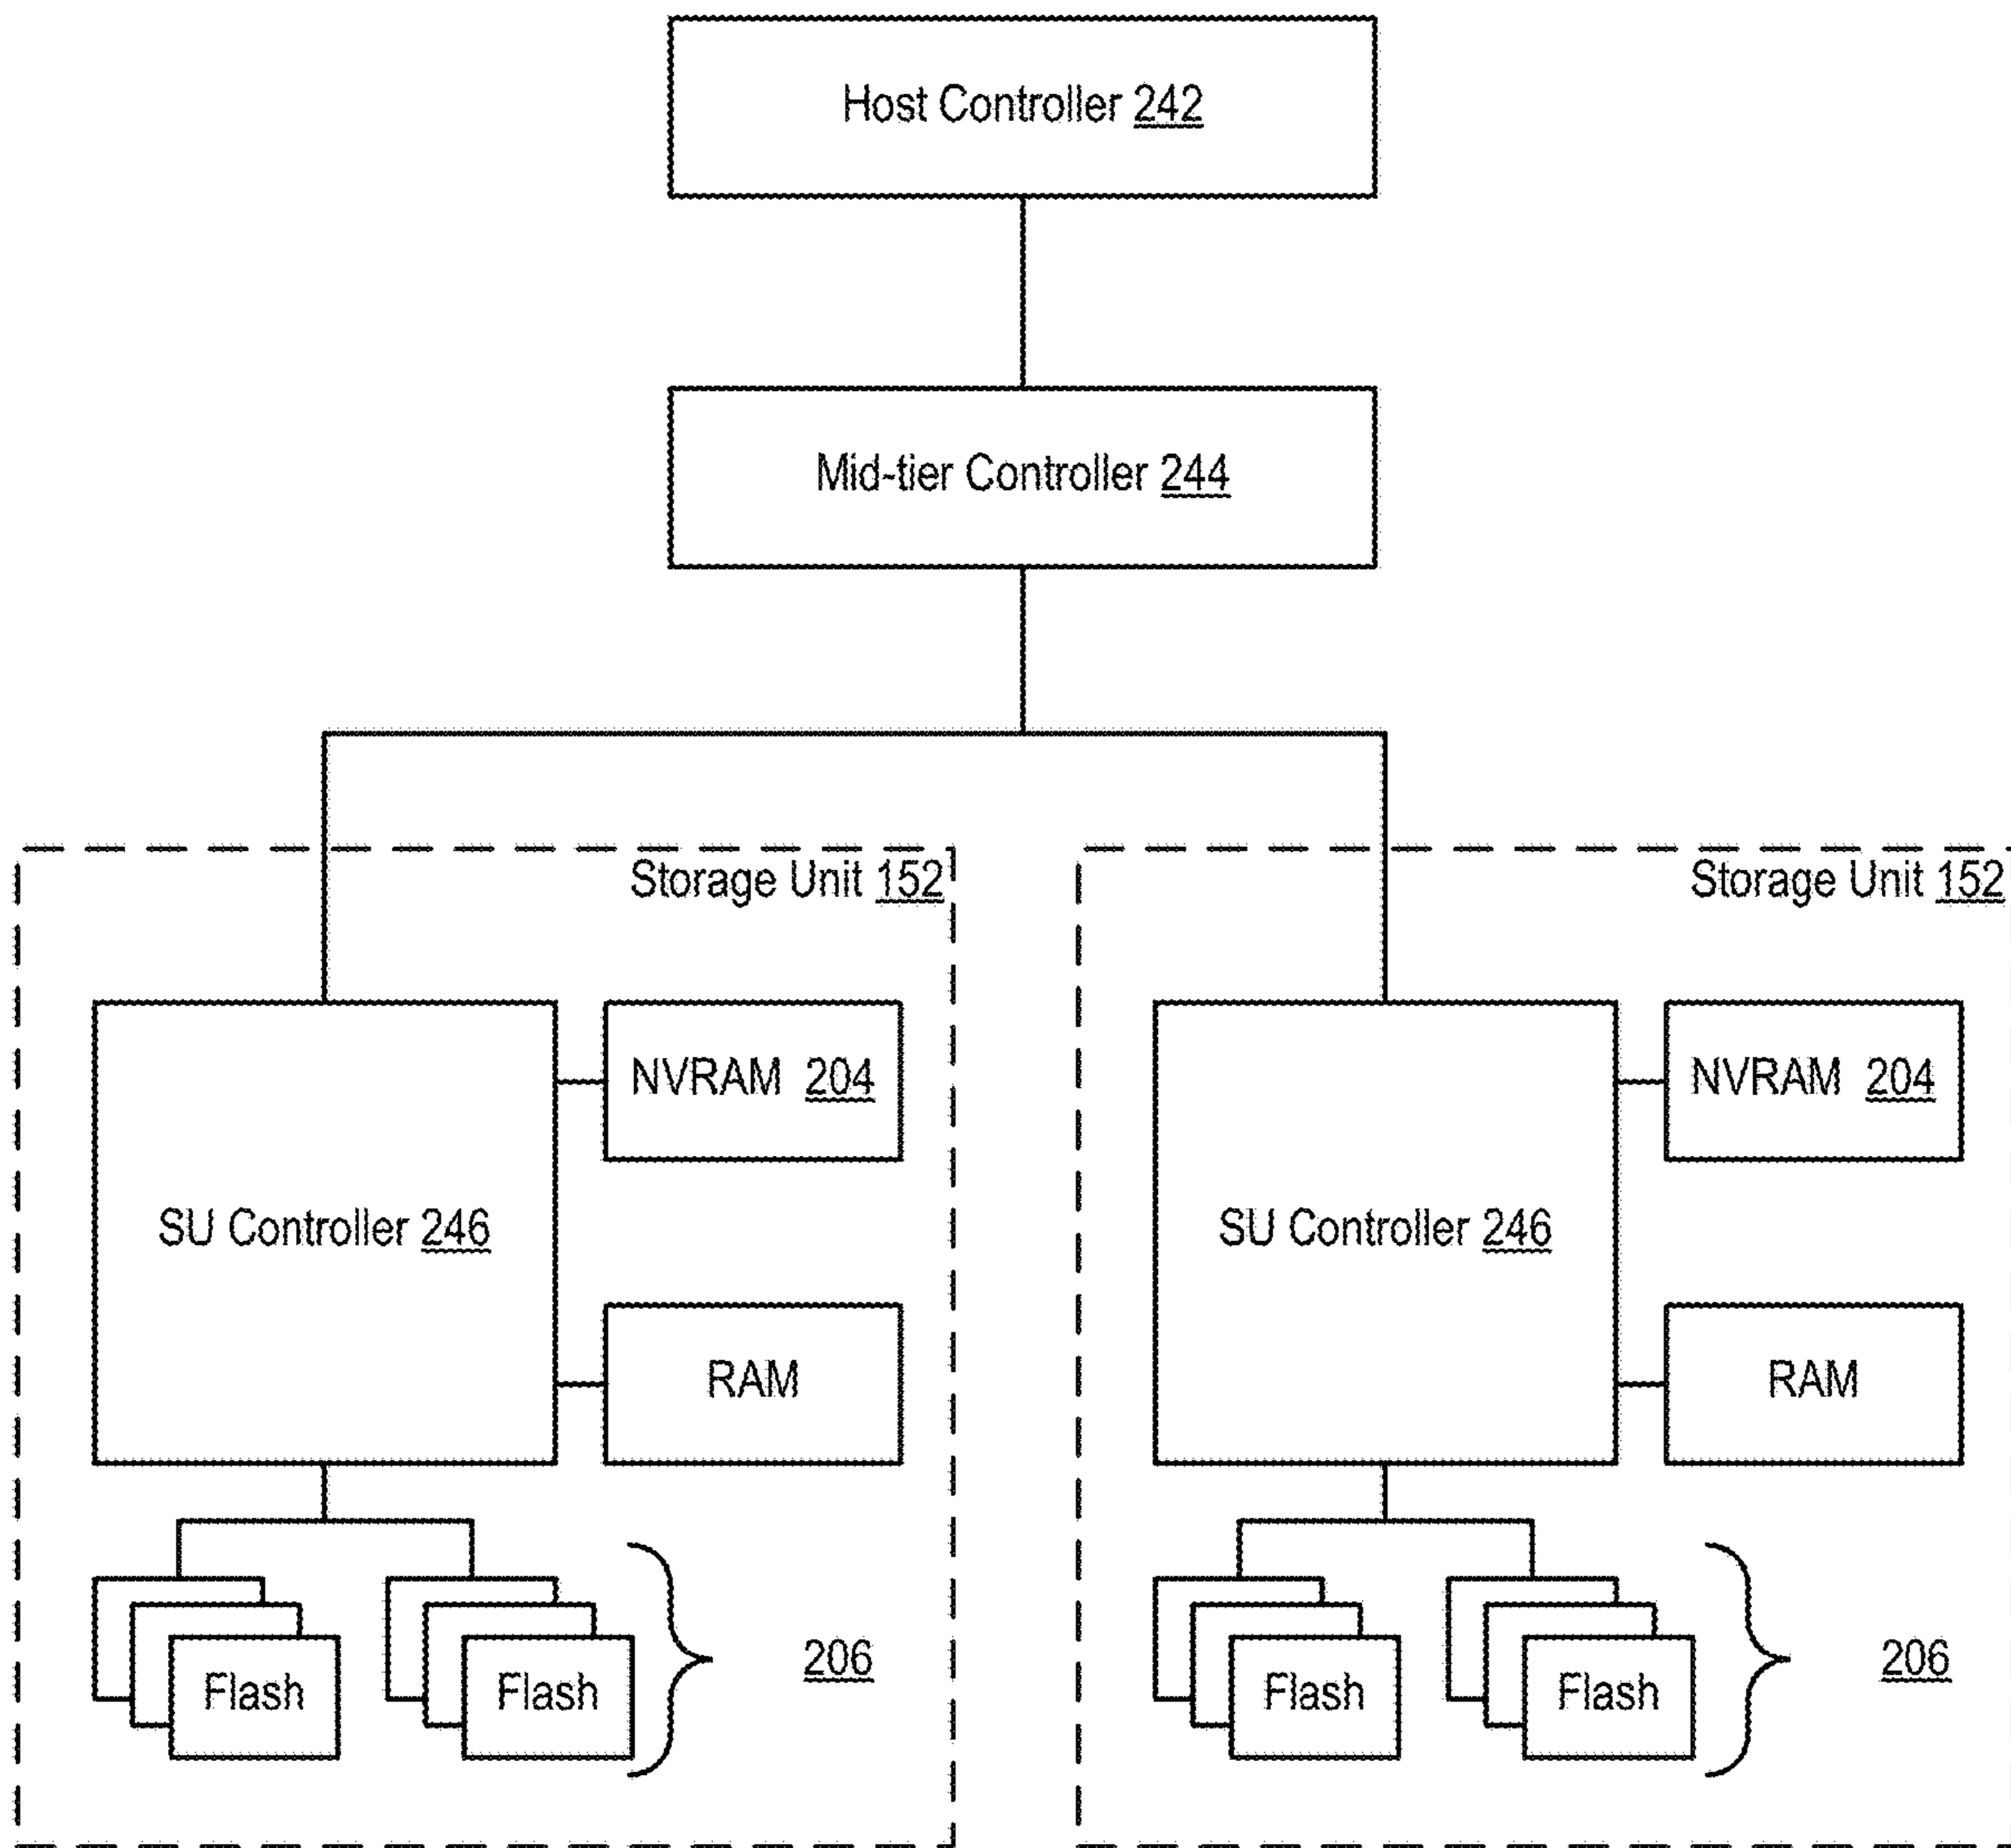 Host Controller 242
Mid-tier Controller 244
Storage Unit 152
NVRAM 204
SU Controller 246
RAM
Flash
Flash
206
Storage Unit 152
NVRAM 204
SU Controller 246
RAM
Flash
Flash
206